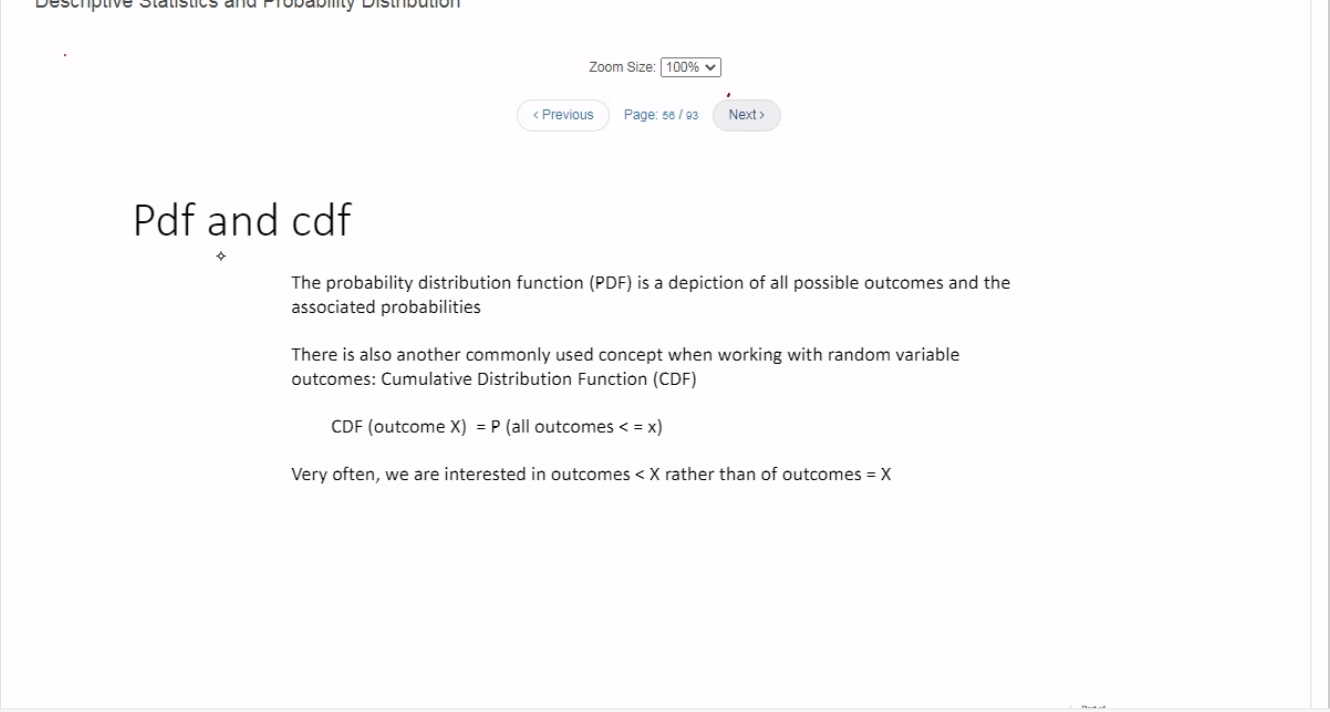 Descriptive Statistics and Probability Distribution
Zoom Size: 100%
‹ Previous Page: 56 / 93 Next ›
Pdf and cdf
The probability distribution function (PDF) is a depiction of all possible outcomes and the
associated probabilities
There is also another commonly used concept when working with random variable
outcomes: Cumulative Distribution Function (CDF)
CDF (outcome X) = P (all outcomes < = x)
Very often, we are interested in outcomes < X rather than of outcomes = X